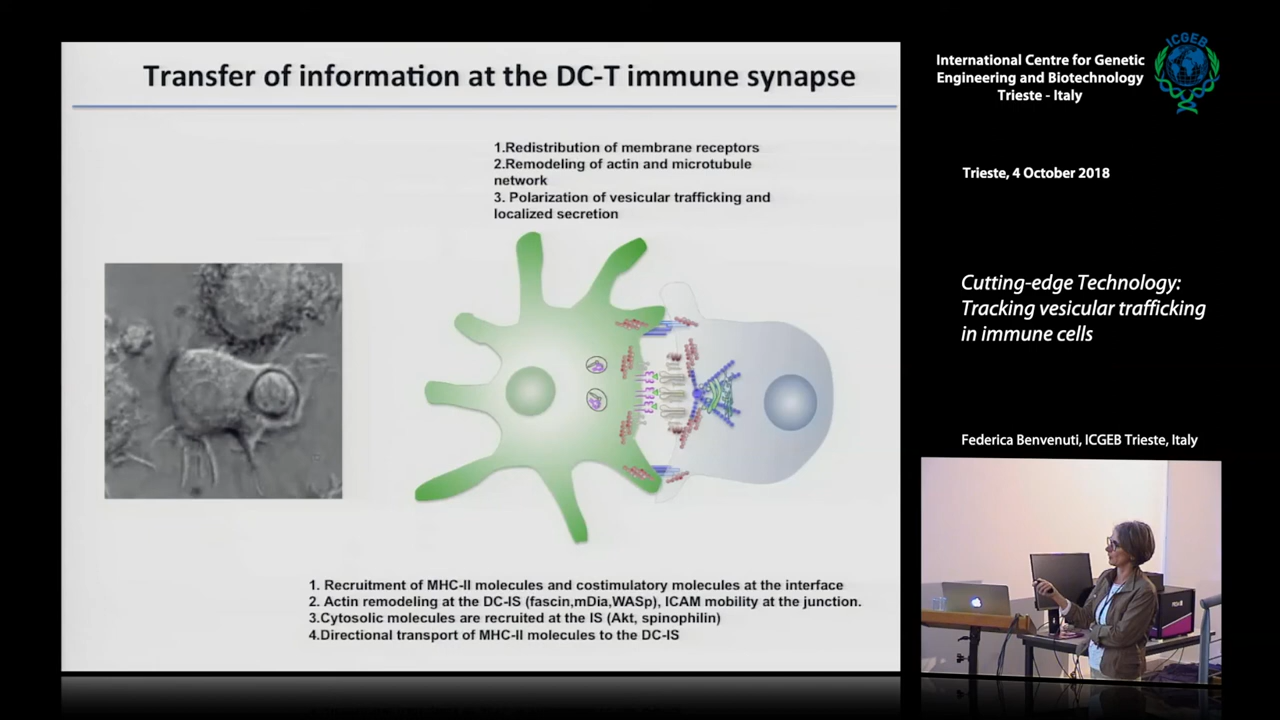 Transfer of information at the DC-T immune synapse
1.Redistribution of membrane receptors
2.Remodeling of actin and microtubule
network
3. Polarization of vesicular trafficking and
localized secretion
1. Recruitment of MHC-II molecules and costimulatory molecules at the interface
2. Actin remodeling at the DC-IS (fascin,mDia,WASp), ICAM mobility at the junction.
3.Cytosolic molecules are recruited at the IS (Akt, spinophilin)
4.Directional transport of MHC-II molecules to the DC-IS
International Centre for Genetic
Engineering and Biotechnology
Trieste - Italy
ICGEB
Trieste, 4 October 2018
Cutting-edge Technology:
Tracking vesicular trafficking
in immune cells
Federica Benvenuti, ICGEB Trieste, Italy